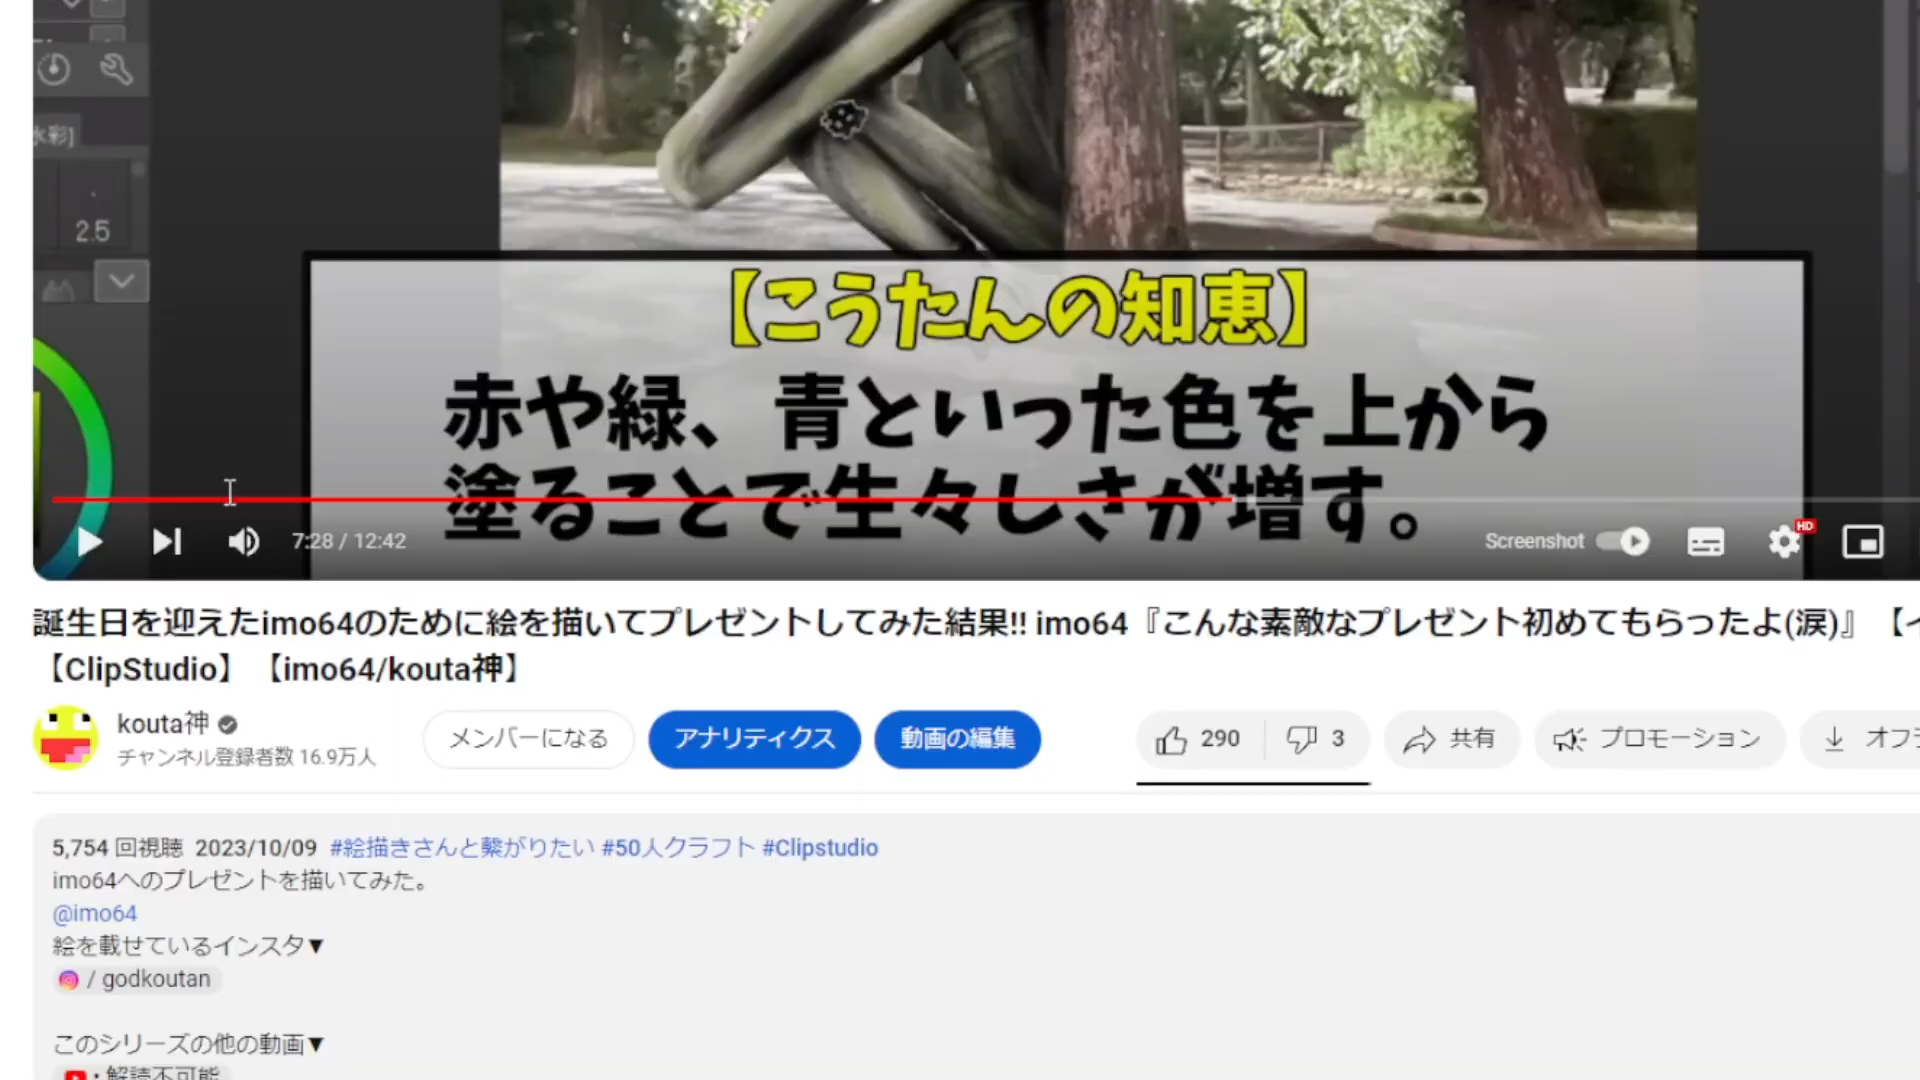 水彩]
2.5
【こうたんの知恵】
赤や緑、青といった色を上から
塗ることで生々しさが増す。
7:28 / 12:42
Screenshot
HD
誕生日を迎えたimo64のために絵を描いてプレゼントしてみた結果!! imo64『こんな素敵なプレゼント初めてもらったよ(涙)』【イ
【ClipStudio】【imo64/kouta神】
kouta神
チャンネル登録者数 16.9万人
メンバーになる
アナリティクス
動画の編集
290
3
共有
プロモーション
オフラ
5,754 回視聴 2023/10/09 #絵描きさんと繋がりたい #50人クラフト #Clipstudio
imo64へのプレゼントを描いてみた。
@imo64
絵を載せているインスタ▼
/ godkoutan
このシリーズの他の動画▼
・解読不可能